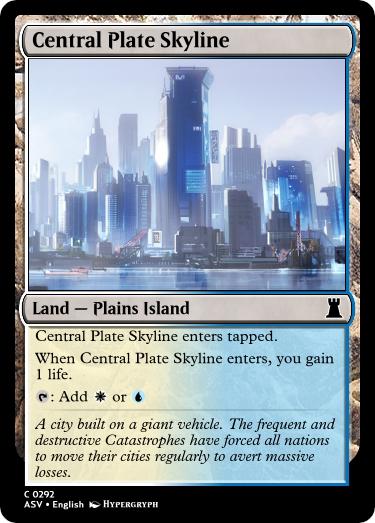 Central Plate Skyline
Land — Plains Island
Central Plate Skyline enters tapped.
When Central Plate Skyline enters, you gain
1 life.
: Add or
A city built on a giant vehicle. The frequent and
destructive Catastrophes have forced all nations
to move their cities regularly to avert massive
losses.
C 0292
ASV • English HYPERGRYPH